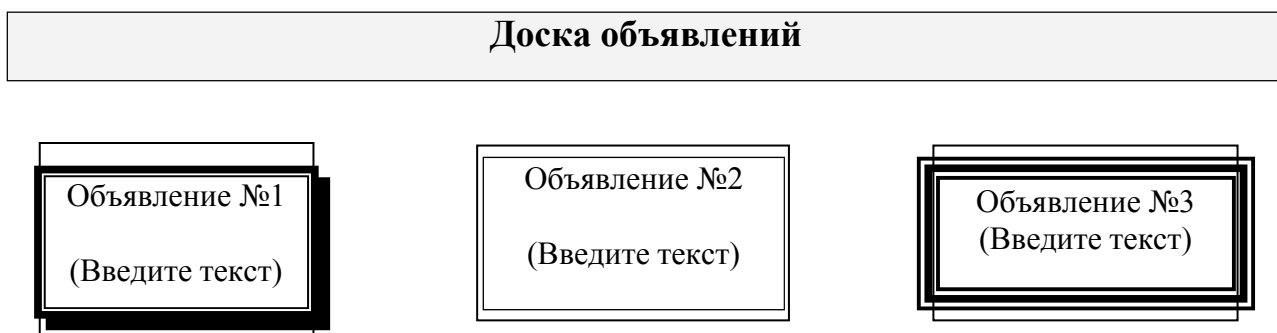 Доска объявлений
Объявление №1
(Введите текст)
Объявление №2
(Введите текст)
Объявление №3
(Введите текст)